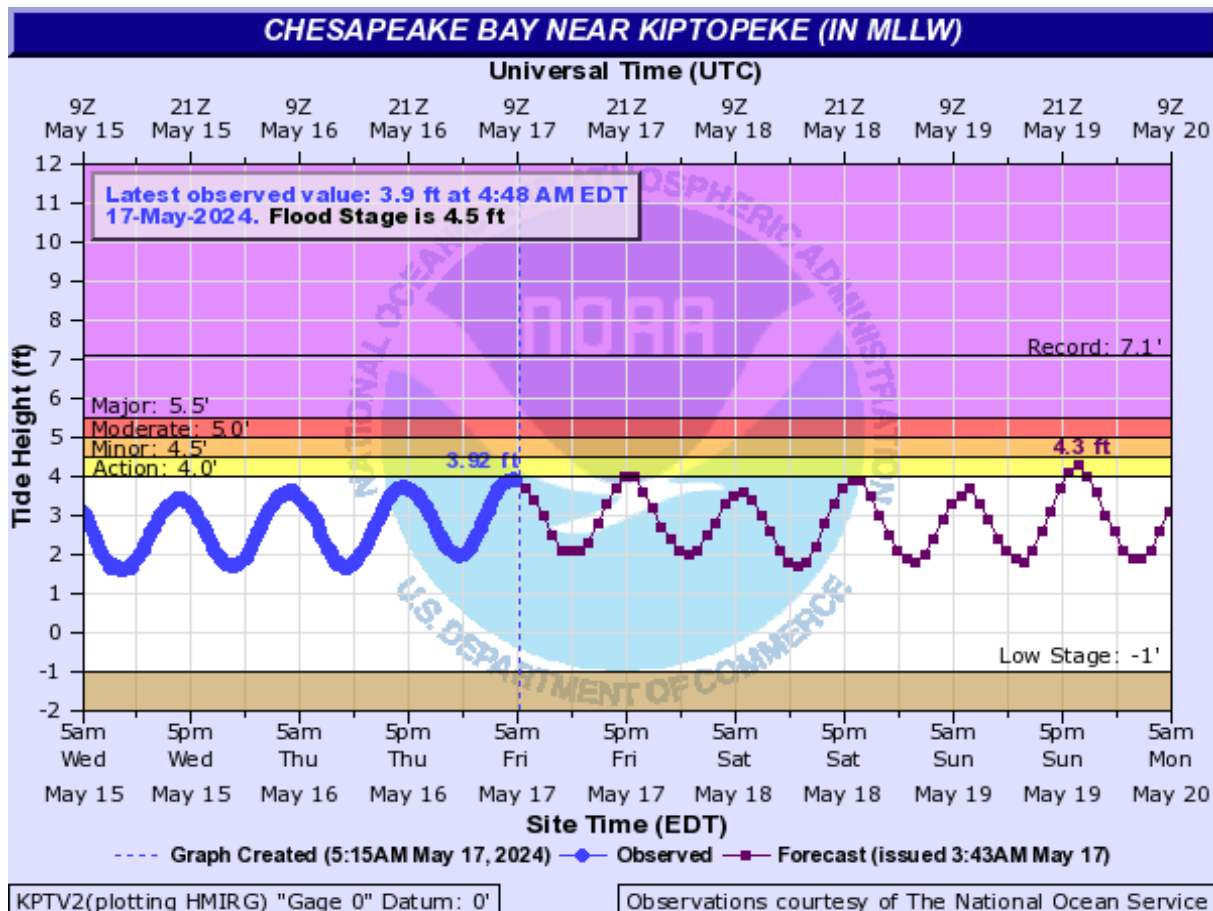 CHESAPEAKE BAY NEAR KIPTOPEKE (IN MLLW)
Universal Time (UTC)
9Z 21Z 9Z 21Z 9Z 21Z 9Z 21Z 9Z 21Z 9Z
May 15 May 15 May 16 May 16 May 17 May 17 May 18 May 18 May 19 May 19 May 20
12
11
10
9
8
7
6
5
4
3
2
1
0
-1
-2
Tide Height (ft)
Latest observed value: 3.9 ft at 4:48 AM EDT
17-May-2024. Flood Stage is 4.5 ft
NATIONAL OCEANIC AND ATMOSPHERIC ADMINISTRATION
NOAA
U.S. DEPARTMENT OF COMMERCE
Record: 7.1'
Major: 5.5'
Moderate: 5.0'
Minor: 4.5'
Action: 4.0'
3.92 ft
4.3 ft
Low Stage: -1'
5am 5pm 5am 5pm 5am 5pm 5am 5pm 5am 5pm 5am
Wed Wed Thu Thu Fri Fri Sat Sat Sun Sun Mon
May 15 May 15 May 16 May 16 May 17 May 17 May 18 May 18 May 19 May 19 May 20
Site Time (EDT)
Graph Created (5:15AM May 17, 2024) Observed Forecast (issued 3:43AM May 17)
KPTV2(plotting HMIRG) "Gage 0" Datum: 0'
Observations courtesy of The National Ocean Service